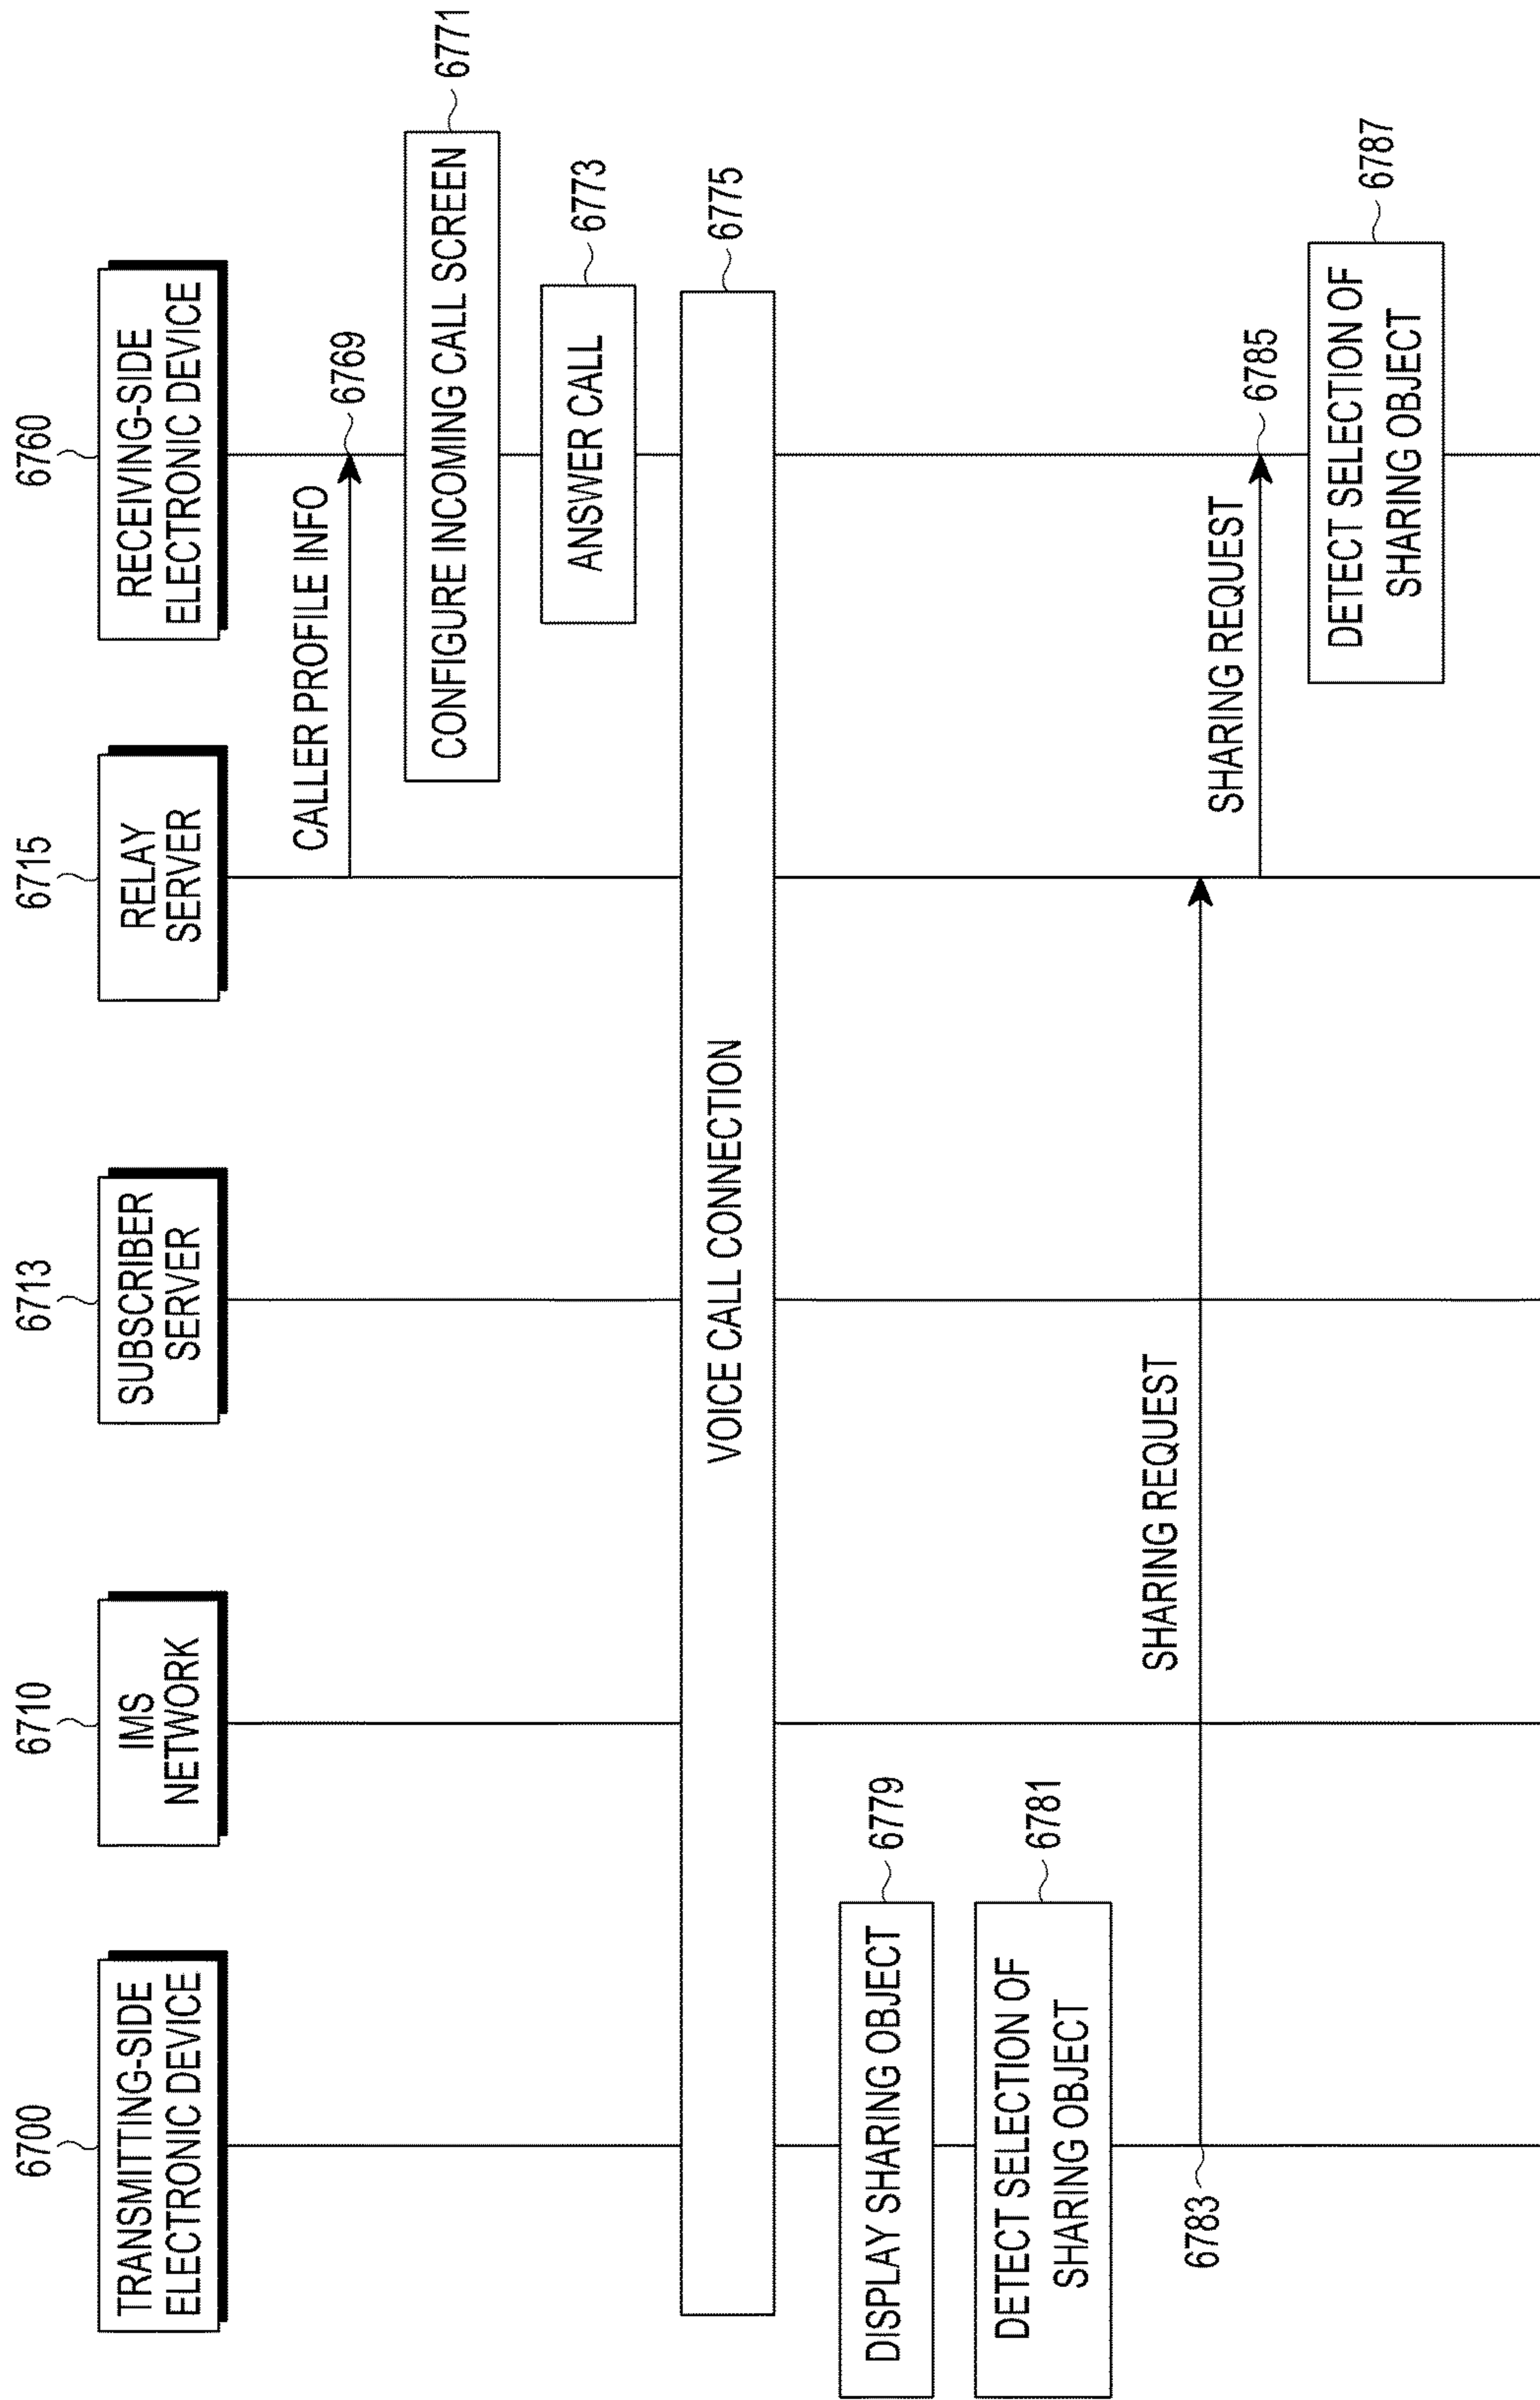 6700
TRANSMITTING-SIDE
ELECTRONIC DEVICE
6710
IMS
NETWORK
6713
SUBSCRIBER
SERVER
6715
RELAY
SERVER
6760
RECEIVING-SIDE
ELECTRONIC DEVICE
CALLER PROFILE INFO
6769
CONFIGURE INCOMING CALL SCREEN
6771
ANSWER CALL
6773
VOICE CALL CONNECTION
6775
DISPLAY SHARING OBJECT
6779
DETECT SELECTION OF
SHARING OBJECT
6781
SHARING REQUEST
6783
SHARING REQUEST
6785
DETECT SELECTION OF
SHARING OBJECT
6787